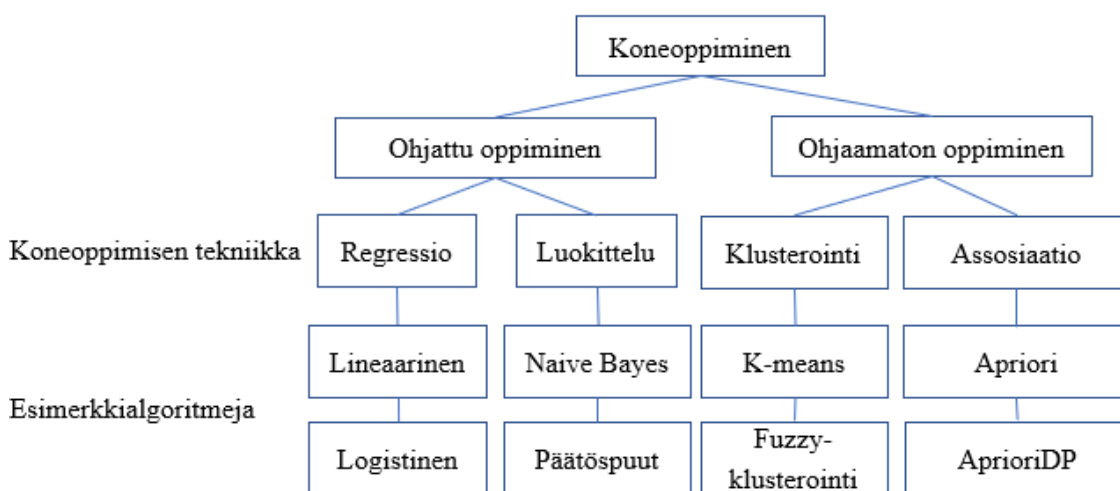 Koneoppiminen
Ohjattu oppiminen
Ohjaamaton oppiminen
Koneoppimisen tekniikka
Regressio
Luokittelu
Klusterointi
Assosiaatio
Lineaarinen
Naive Bayes
K-means
Apriori
Esimerkkialgoritmeja
Logistinen
Päätöspuut
Fuzzy-
klusterointi
AprioriDP